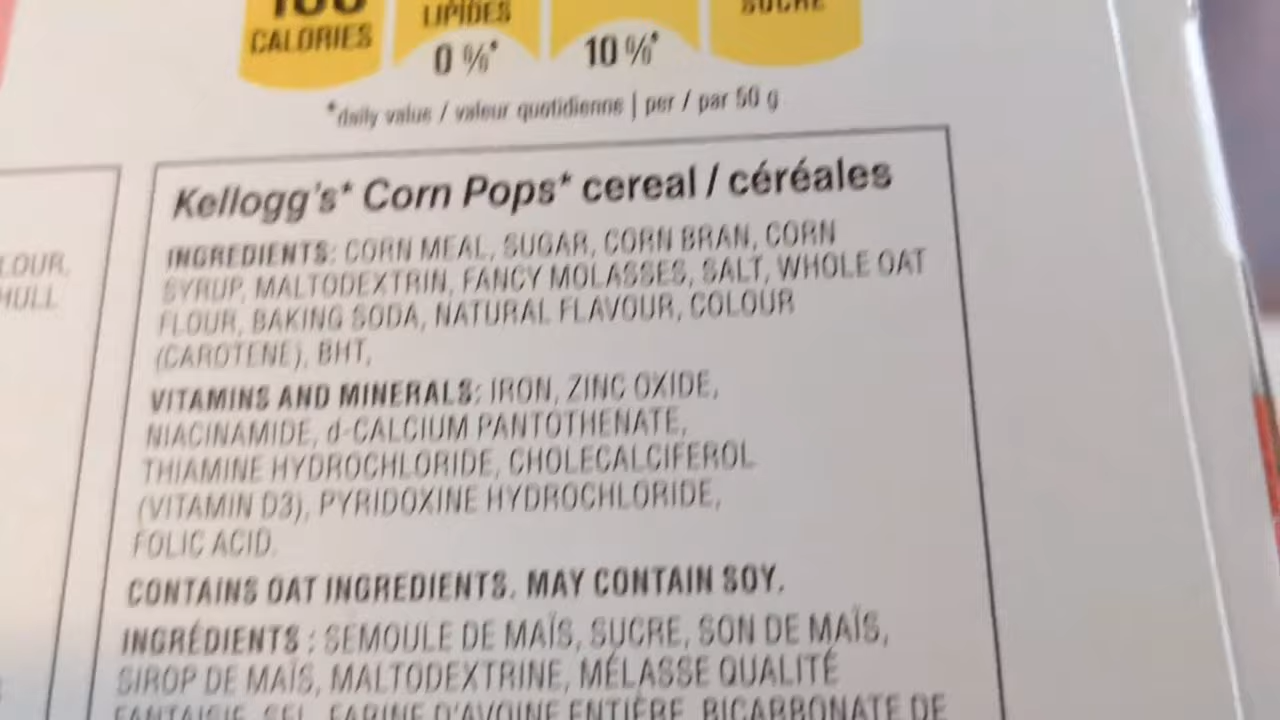 CALORIES
LIPIDES
0 %*
10 %*
*daily value / valeur quotidienne | per / par 50 g
LOUR,
HULL
Kellogg's* Corn Pops* cereal / céréales
INGREDIENTS: CORN MEAL, SUGAR, CORN BRAN, CORN
SYRUP, MALTODEXTRIN, FANCY MOLASSES, SALT, WHOLE OAT
FLOUR, BAKING SODA, NATURAL FLAVOUR, COLOUR
(CAROTENE), BHT,
VITAMINS AND MINERALS: IRON, ZINC OXIDE,
NIACINAMIDE, d-CALCIUM PANTOTHENATE,
THIAMINE HYDROCHLORIDE, CHOLECALCIFEROL
(VITAMIN D3), PYRIDOXINE HYDROCHLORIDE,
FOLIC ACID.
CONTAINS OAT INGREDIENTS. MAY CONTAIN SOY.
INGRÉDIENTS : SEMOULE DE MAÏS, SUCRE, SON DE MAÏS,
SIROP DE MAÏS, MALTODEXTRINE, MÉLASSE QUALITÉ
FANTAISIE, SEL, FARINE D'AVOINE ENTIÈRE, BICARBONATE DE